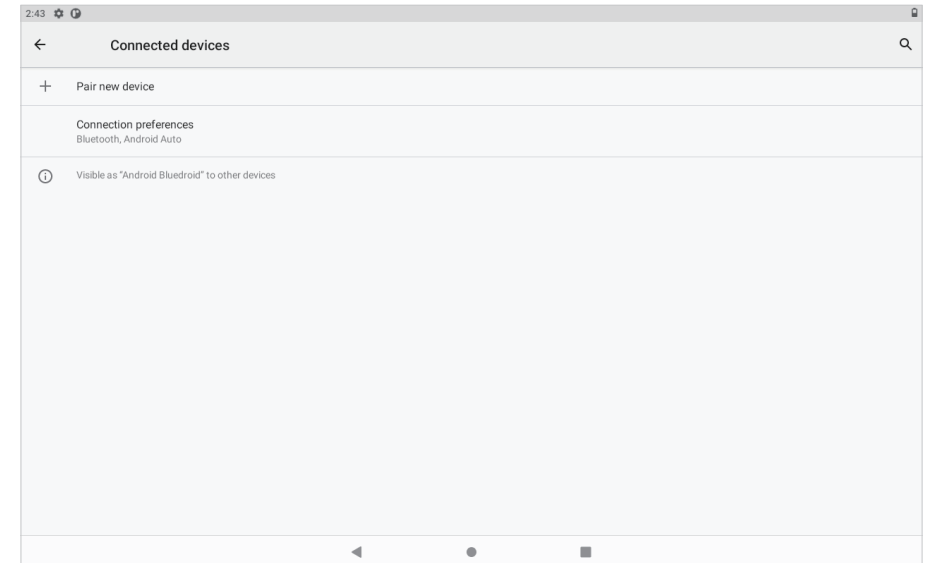 2:43
Connected devices
Pair new device
Connection preferences
Bluetooth, Android Auto
Visible as “Android Bluedroid” to other devices